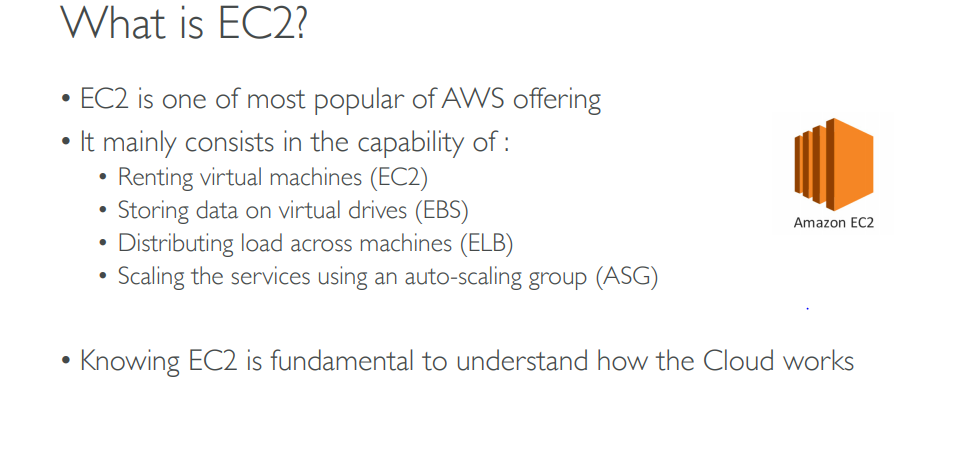 What is EC2?
• EC2 is one of most popular of AWS offering
• It mainly consists in the capability of :
• Renting virtual machines (EC2)
• Storing data on virtual drives (EBS)
• Distributing load across machines (ELB)
• Scaling the services using an auto-scaling group (ASG)
Amazon EC2
• Knowing EC2 is fundamental to understand how the Cloud works